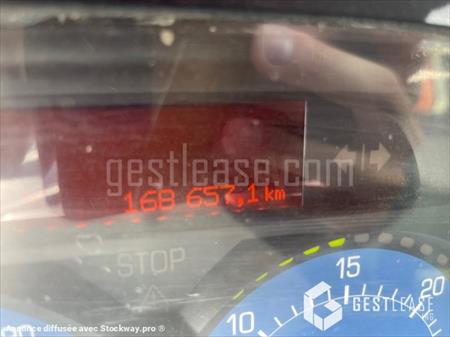 gestlease.com
168 657,1 km
STOP
10 15 20
GESTLEASE
Annonce diffusée avec Stockway.pro ®